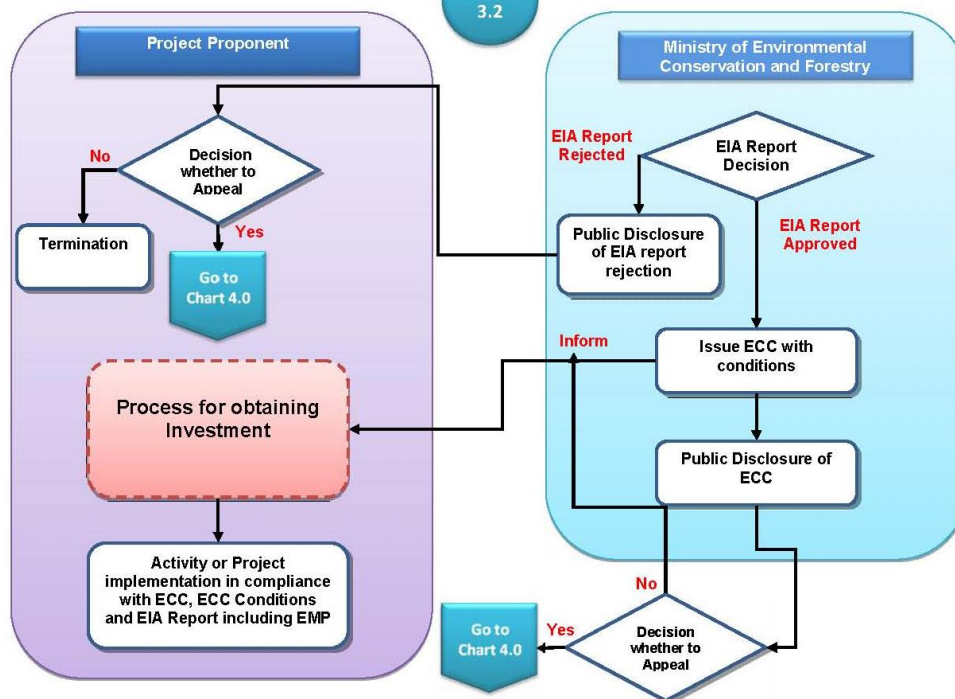 3.2
Project Proponent
Ministry of Environmental
Conservation and Forestry
Decision
whether to
Appeal
No
Yes
Termination
Go to
Chart 4.0
EIA Report
Rejected
EIA Report
Decision
EIA Report
Approved
Public Disclosure
of EIA report
rejection
Inform
Issue ECC with
conditions
Process for obtaining
Investment
Public Disclosure of
ECC
Activity or Project
implementation in compliance
with ECC, ECC Conditions
and EIA Report including EMP
No
Yes
Decision
whether to
Appeal
Go to
Chart 4.0